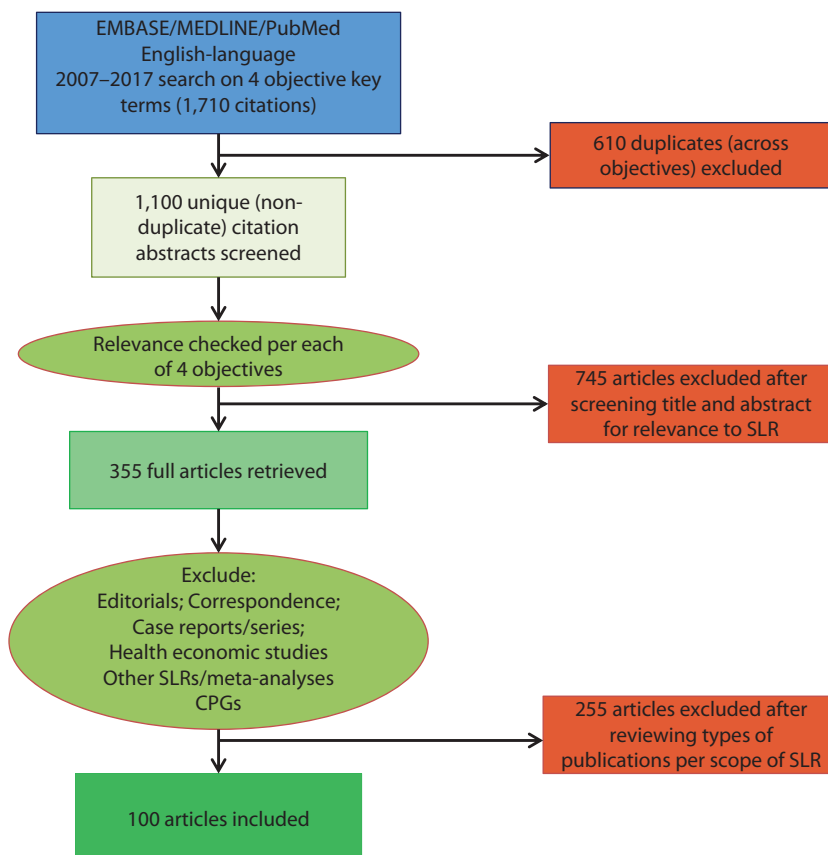 EMBASE/MEDLINE/PubMed
English-language
2007–2017 search on 4 objective key
terms (1,710 citations)
610 duplicates (across
objectives) excluded
1,100 unique (non-
duplicate) citation
abstracts screened
Relevance checked per each
of 4 objectives
745 articles excluded after
screening title and abstract
for relevance to SLR
355 full articles retrieved
Exclude:
Editorials; Correspondence;
Case reports/series;
Health economic studies
Other SLRs/meta-analyses
CPGs
255 articles excluded after
reviewing types of
publications per scope of SLR
100 articles included